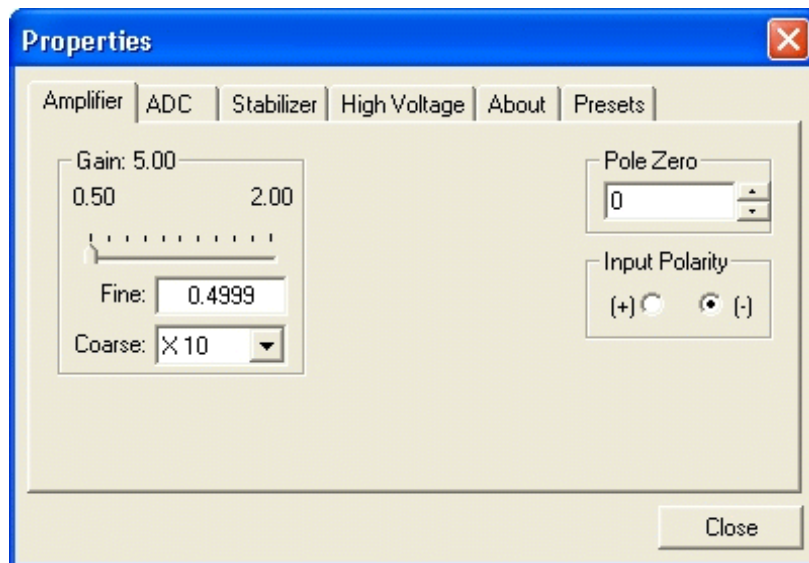 Properties
Amplifier ADC Stabilizer High Voltage About Presets
Gain: 5.00
0.50 2.00
Fine: 0.4999
Coarse: X 10
Pole Zero
0
Input Polarity
(+) (-)
Close